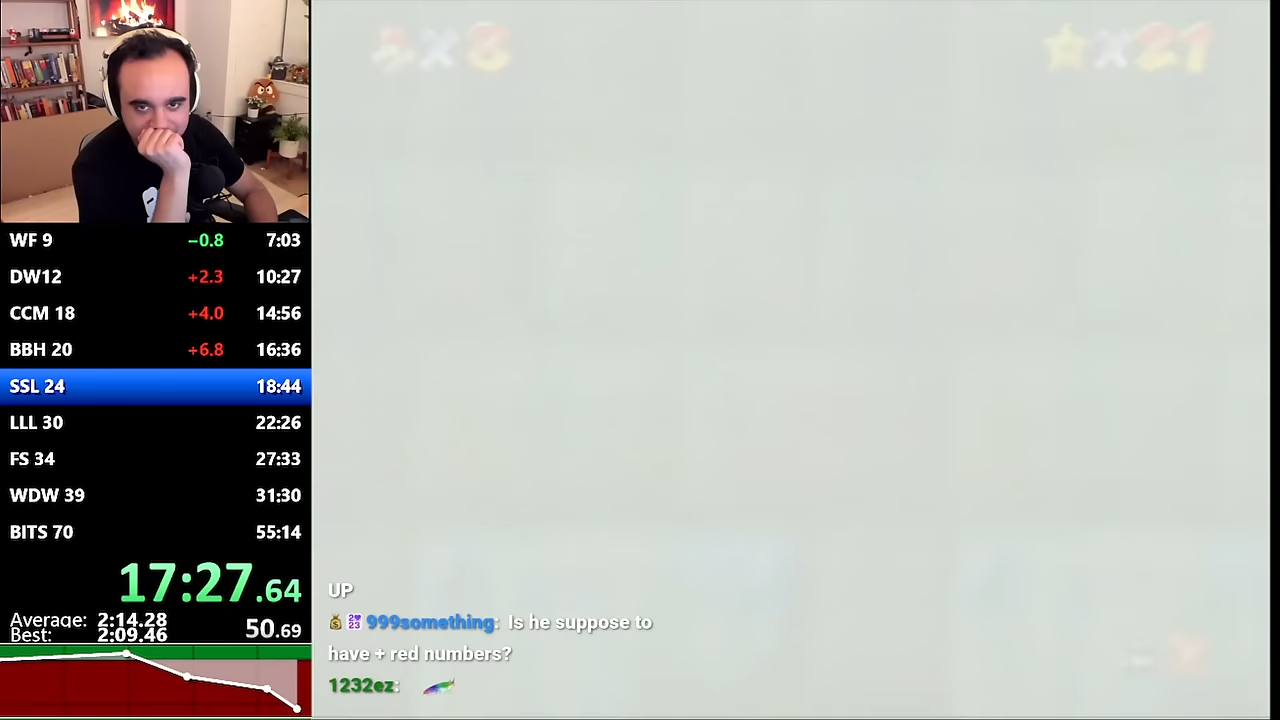 × 8
× 21
WF 9 −0.8 7:03
DW12 +2.3 10:27
CCM 18 +4.0 14:56
BBH 20 +6.8 16:36
SSL 24 18:44
LLL 30 22:26
FS 34 27:33
WDW 39 31:30
BITS 70 55:14
17:27.64
Average: 2:14.28
Best: 2:09.46
50.69
UP
999something: Is he suppose to
have + red numbers?
1232ez: